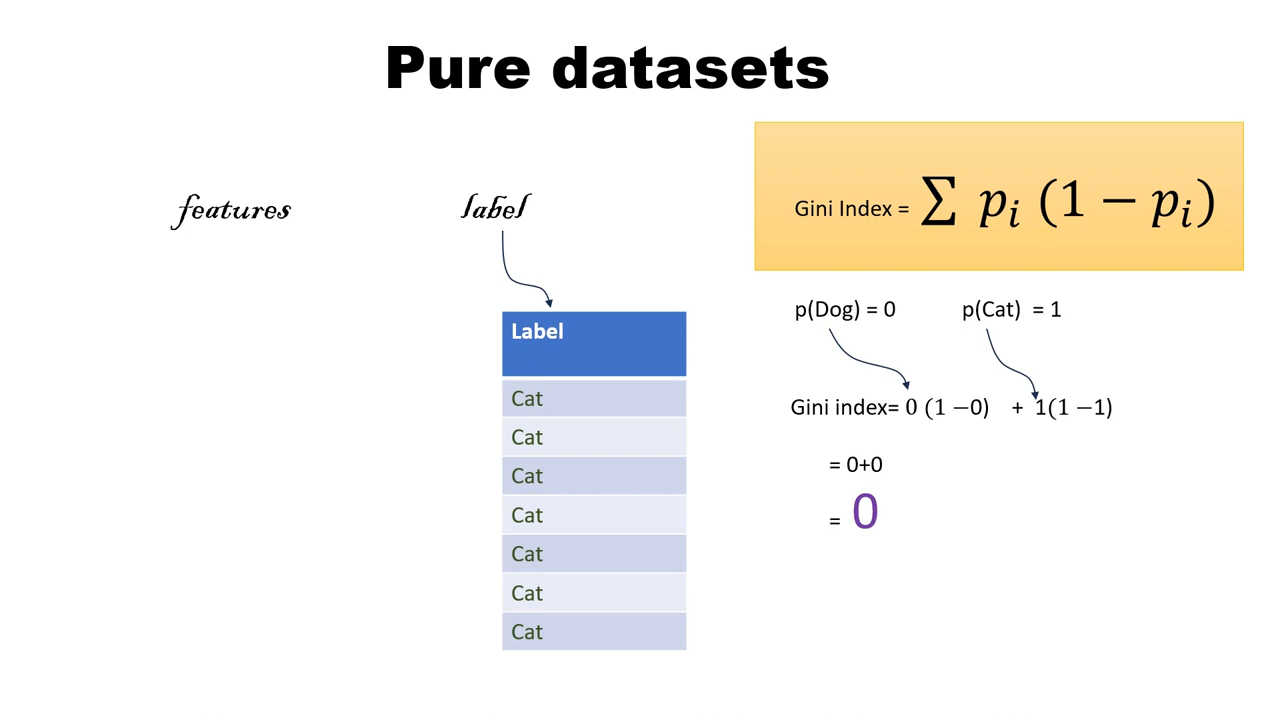 Pure datasets
features
label
Label
Cat
Cat
Cat
Cat
Cat
Cat
Cat
Gini Index = ∑ pᵢ (1 − pᵢ)
p(Dog) = 0 p(Cat) = 1
Gini index= 0 (1 −0) + 1(1 −1)
= 0+0
= 0